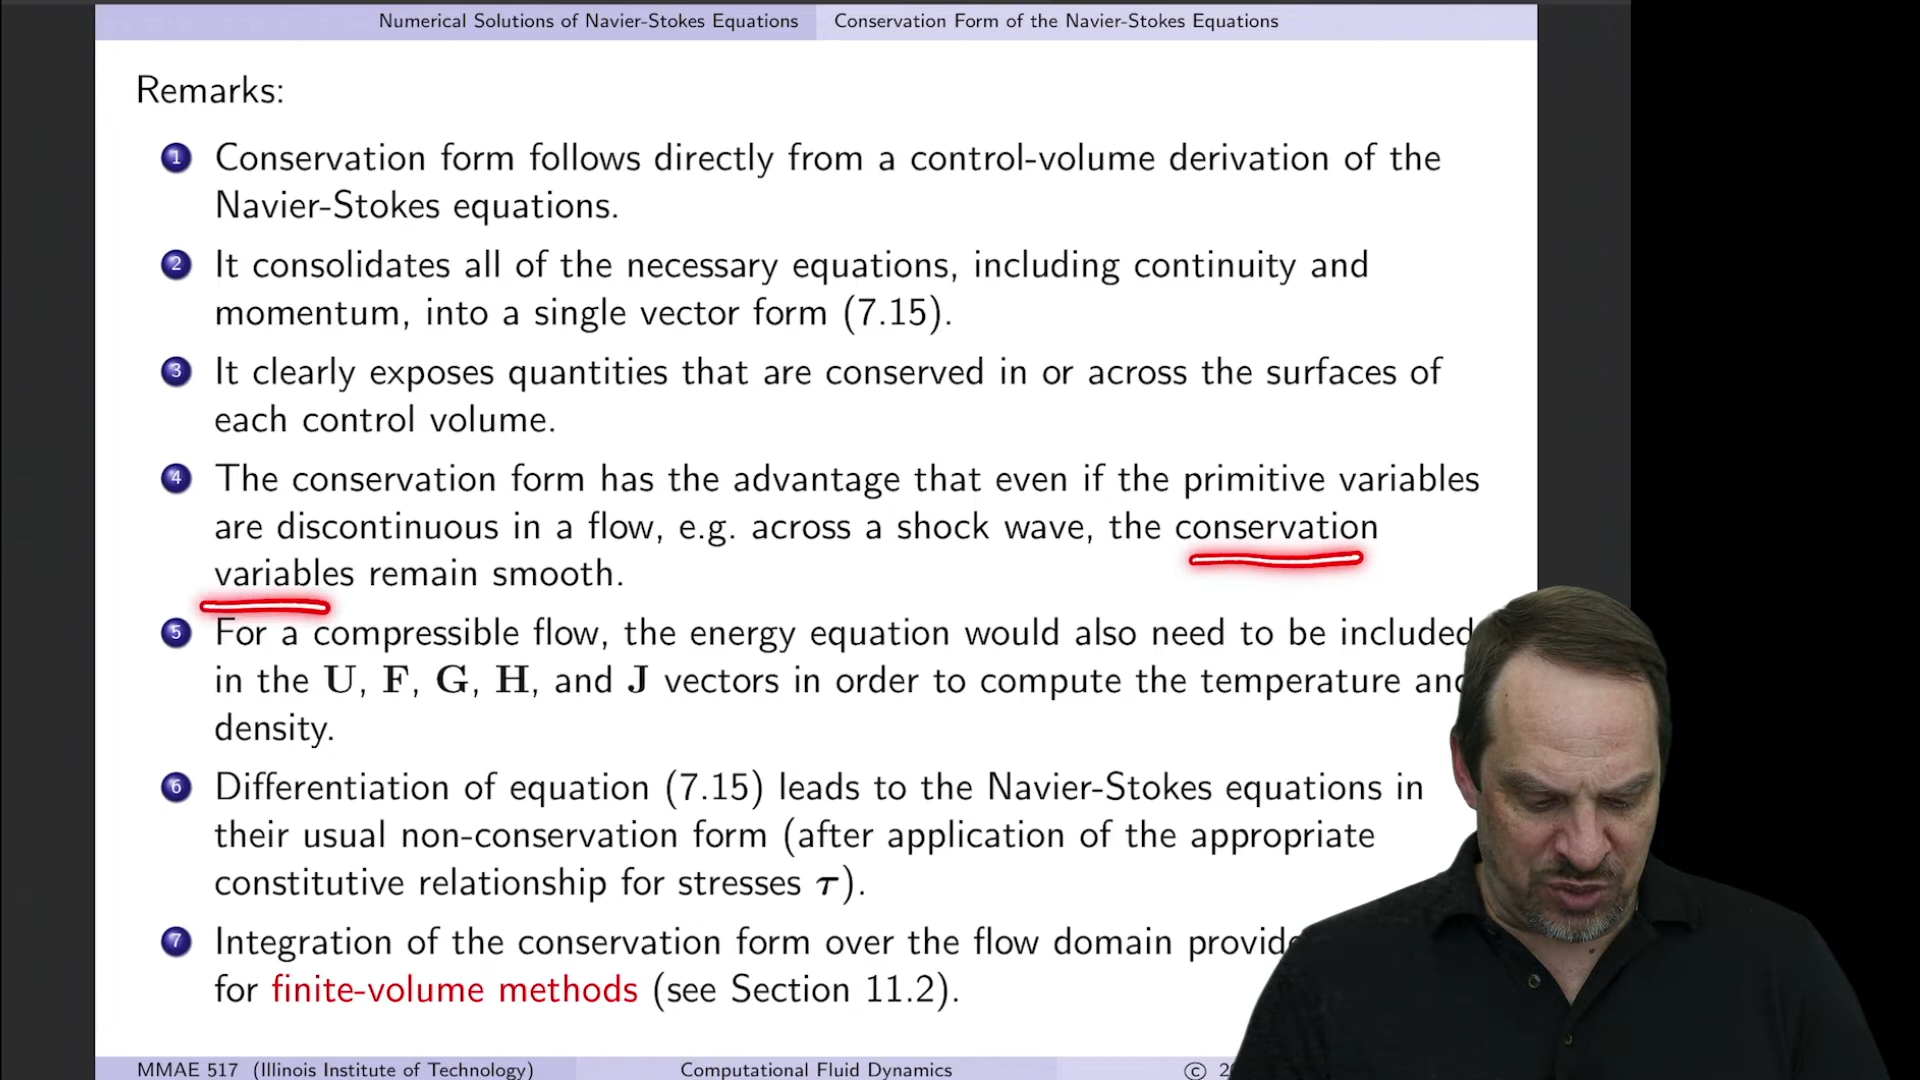 Numerical Solutions of Navier-Stokes Equations Conservation Form of the Navier-Stokes Equations
Remarks:
1 Conservation form follows directly from a control-volume derivation of the
Navier-Stokes equations.
2 It consolidates all of the necessary equations, including continuity and
momentum, into a single vector form (7.15).
3 It clearly exposes quantities that are conserved in or across the surfaces of
each control volume.
4 The conservation form has the advantage that even if the primitive variables
are discontinuous in a flow, e.g. across a shock wave, the conservation
variables remain smooth.
5 For a compressible flow, the energy equation would also need to be included
in the U, F, G, H, and J vectors in order to compute the temperature and
density.
6 Differentiation of equation (7.15) leads to the Navier-Stokes equations in
their usual non-conservation form (after application of the appropriate
constitutive relationship for stresses τ).
7 Integration of the conservation form over the flow domain
for finite-volume methods (see Section 11.2).
MMAE 517 (Illinois Institute of Technology) Computational Fluid Dynamics ©